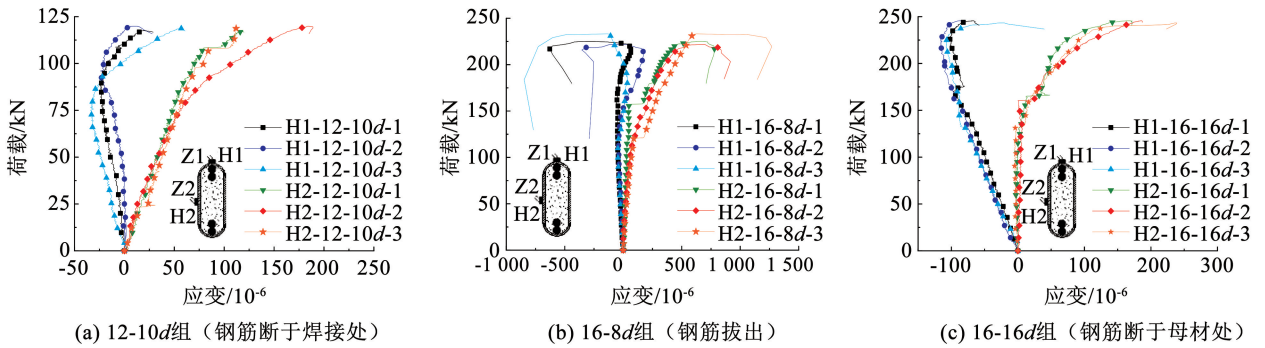 125
100
75
50
25
0
荷载/kN
-50 0 50 100 150 200 250
应变/10-6
H1-12-10d-1
H1-12-10d-2
H1-12-10d-3
H2-12-10d-1
H2-12-10d-2
H2-12-10d-3
Z1 H1
Z2
H2
(a) 12-10d组（钢筋断于焊接处）
250
200
150
100
50
0
荷载/kN
-1 000 -500 0 500 1 000 1 500
应变/10-6
H1-16-8d-1
H1-16-8d-2
H1-16-8d-3
H2-16-8d-1
H2-16-8d-2
H2-16-8d-3
Z1 H1
Z2
H2
(b) 16-8d组（钢筋拔出）
250
200
150
100
50
0
荷载/kN
-100 0 100 200 300
应变/10-6
H1-16-16d-1
H1-16-16d-2
H1-16-16d-3
H2-16-16d-1
H2-16-16d-2
H2-16-16d-3
Z1 H1
Z2
H2
(c) 16-16d组（钢筋断于母材处）